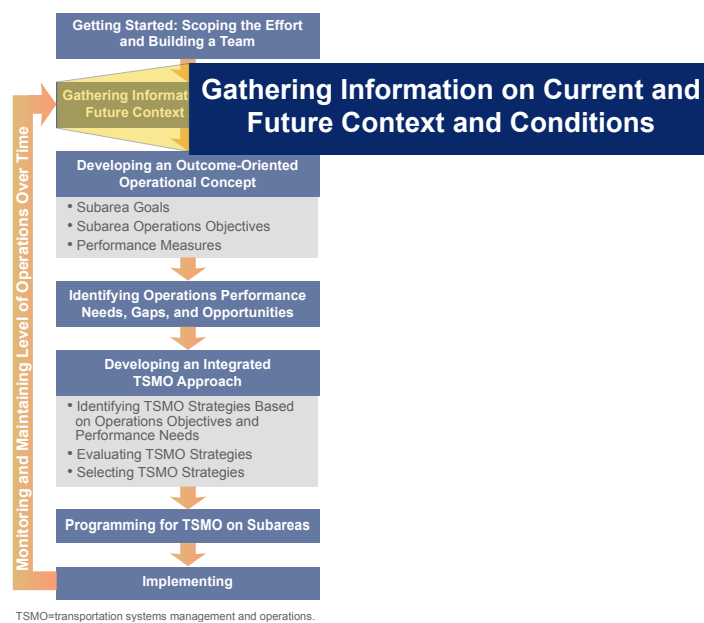 Getting Started: Scoping the Effort
and Building a Team
Gathering Informat
Future Context
Gathering Information on Current and
Future Context and Conditions
Developing an Outcome-Oriented
Operational Concept
• Subarea Goals
• Subarea Operations Objectives
• Performance Measures
Identifying Operations Performance
Needs, Gaps, and Opportunities
Developing an Integrated
TSMO Approach
• Identifying TSMO Strategies Based
on Operations Objectives and
Performance Needs
• Evaluating TSMO Strategies
• Selecting TSMO Strategies
Programming for TSMO on Subareas
Implementing
Monitoring and Maintaining Level of Operations Over Time
TSMO=transportation systems management and operations.